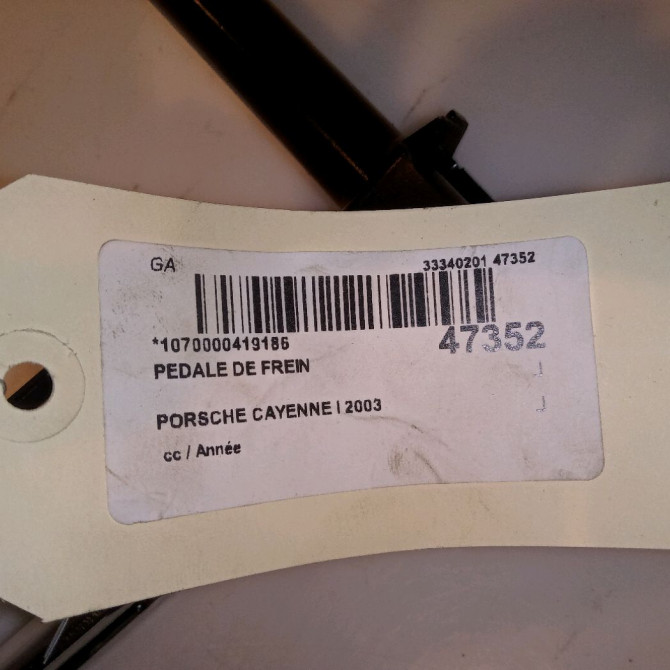 GA
33340201 47352
*1070000419186
47352
PEDALE DE FREIN
PORSCHE CAYENNE I 2003
cc / Année